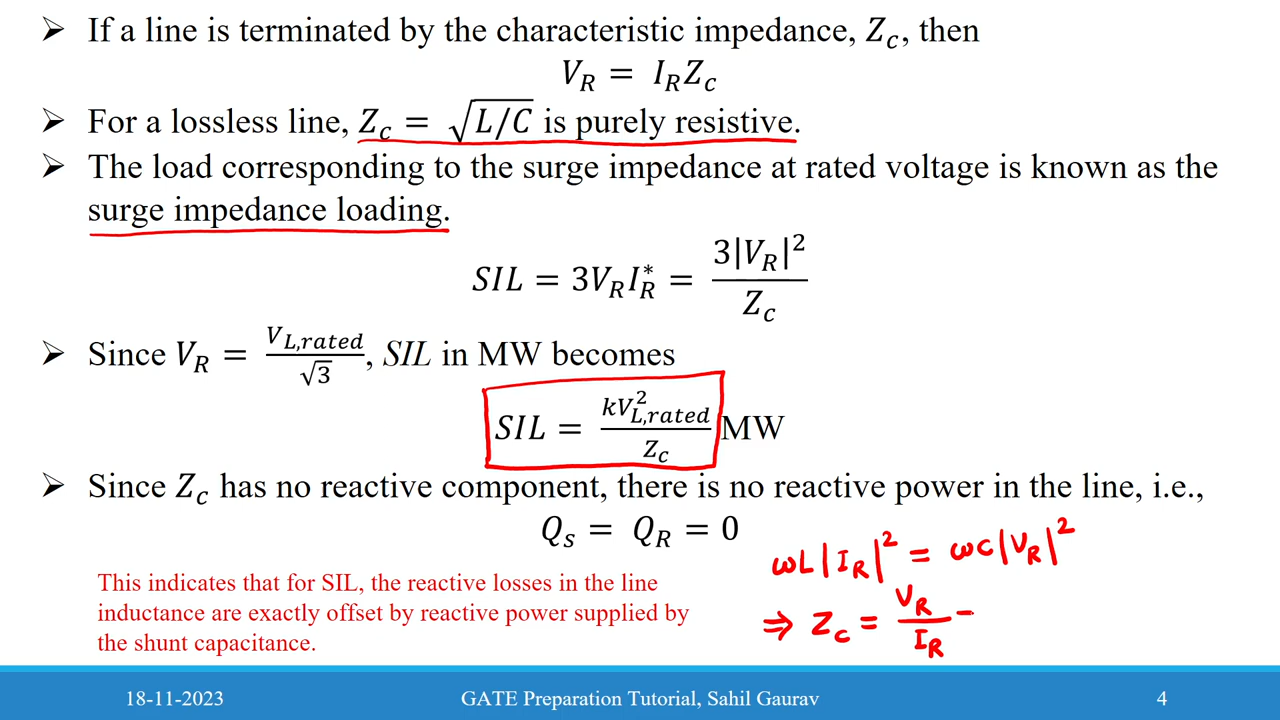 ➢ If a line is terminated by the characteristic impedance, Z_c, then
V_R = I_R Z_c
➢ For a lossless line, Z_c = √(L/C) is purely resistive.
➢ The load corresponding to the surge impedance at rated voltage is known as the
surge impedance loading.
SIL = 3V_R I_R^* = 3|V_R|^2 / Z_c
➢ Since V_R = V_{L,rated} / √3, SIL in MW becomes
SIL = kV_{L,rated}^2 / Z_c MW
➢ Since Z_c has no reactive component, there is no reactive power in the line, i.e.,
Q_s = Q_R = 0
This indicates that for SIL, the reactive losses in the line
inductance are exactly offset by reactive power supplied by
the shunt capacitance.
ωL|I_R|^2 = ωC|V_R|^2
⇒ Z_c = V_R / I_R =
18-11-2023 GATE Preparation Tutorial, Sahil Gaurav 4